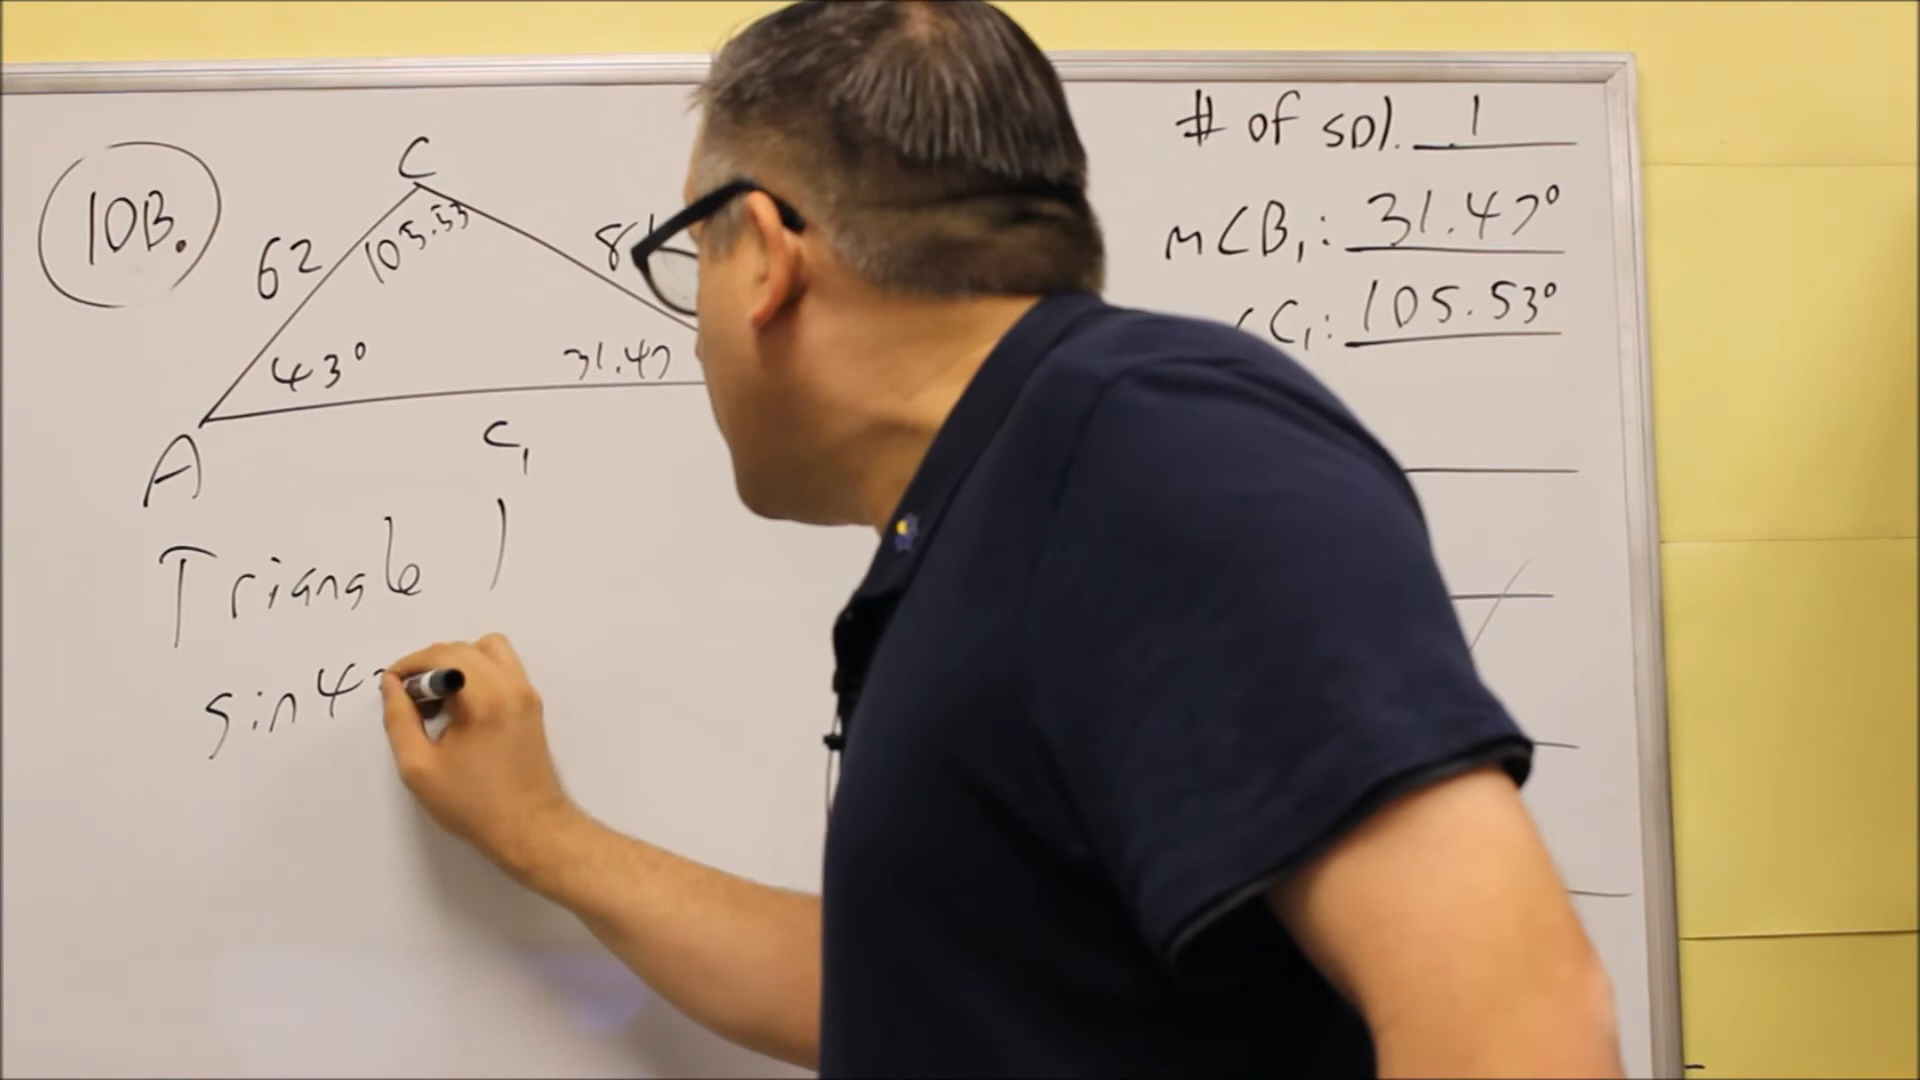 10B.
C
62
105.53
8
43°
31.47
A
C₁
Triangle 1
sin 4
# of sol. 1
m∠B₁: 31.47°
∠C₁: 105.53°